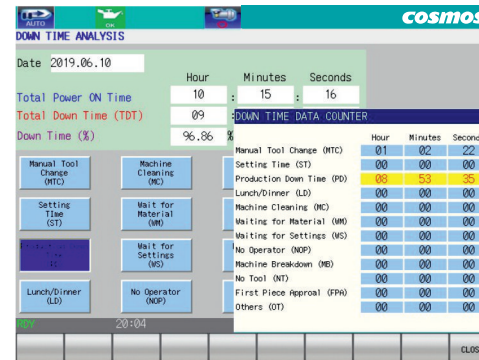 AUTO
OK
cosmos
DOWN TIME ANALYSIS
Date 2019.06.10
Hour Minutes Seconds
Total Power ON Time 10 : 15 : 16
Total Down Time (TDT) 09 :
Down Time (%) 96.86 %
DOWN TIME DATA COUNTER
Hour Minutes Second
Manual Tool Change (MTC) 01 02 22
Setting Time (ST) 00 00 00
Production Down Time (PD) 08 53 35
Lunch/Dinner (LD) 00 00 00
Machine Cleaning (MC) 00 00 00
Waiting for Material (WM) 00 00 00
Waiting for Settings (WS) 00 00 00
No Operator (NOP) 00 00 00
Machine Breakdown (MB) 00 00 00
No Tool (NT) 00 00 00
First Piece Approal (FPA) 00 00 00
Others (OT) 00 00 00
Manual Tool
Change
(MTC)
Machine
Cleaning
(MC)
Setting
TIme
(ST)
Wait for
Material
(WM)
Wait for
Settings
(WS)
Lunch/Dinner
(LD)
No Operator
(NOP)
RDY 20:04
CLOS